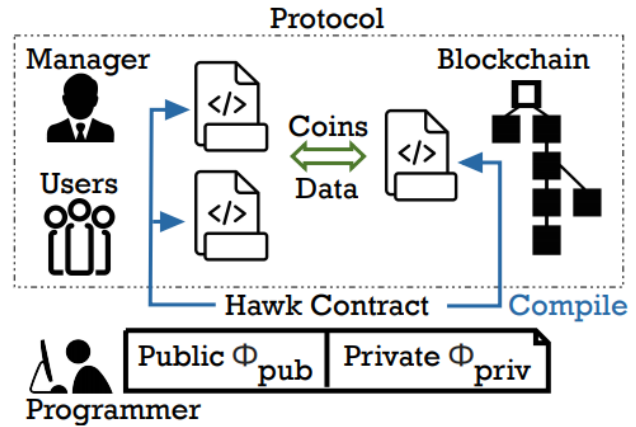 Protocol
Manager
Blockchain
</>
</>
Coins
Data
Users
</>
Hawk Contract
Compile
Public Φpub
Private Φpriv
Programmer